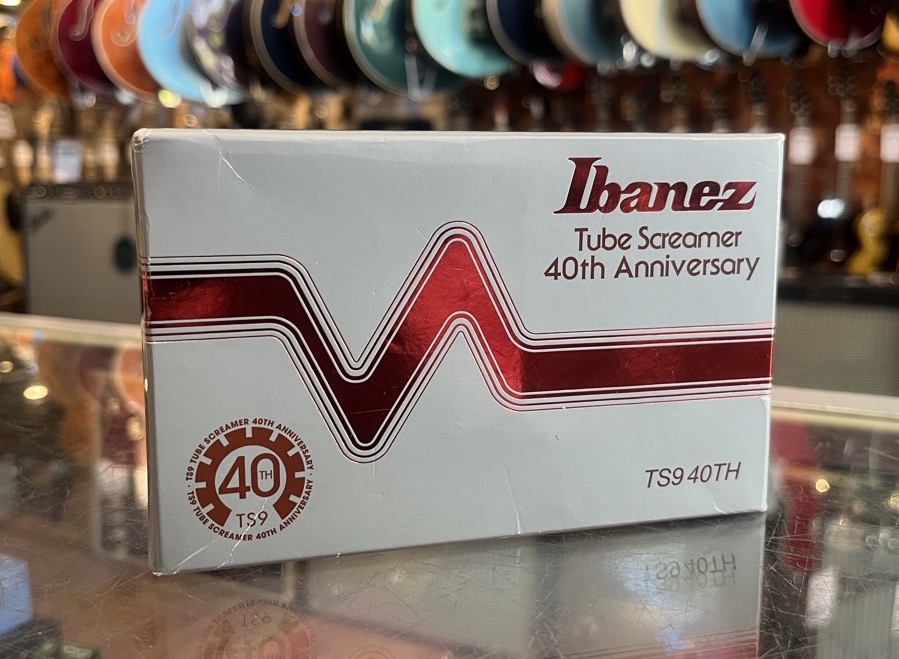 Ibanez
Tube Screamer
40th Anniversary
TS9 TUBE SCREAMER 40TH ANNIVERSARY
40TH
TS9
TS9 TUBE SCREAMER 40TH ANNIVERSARY
TS9 40TH